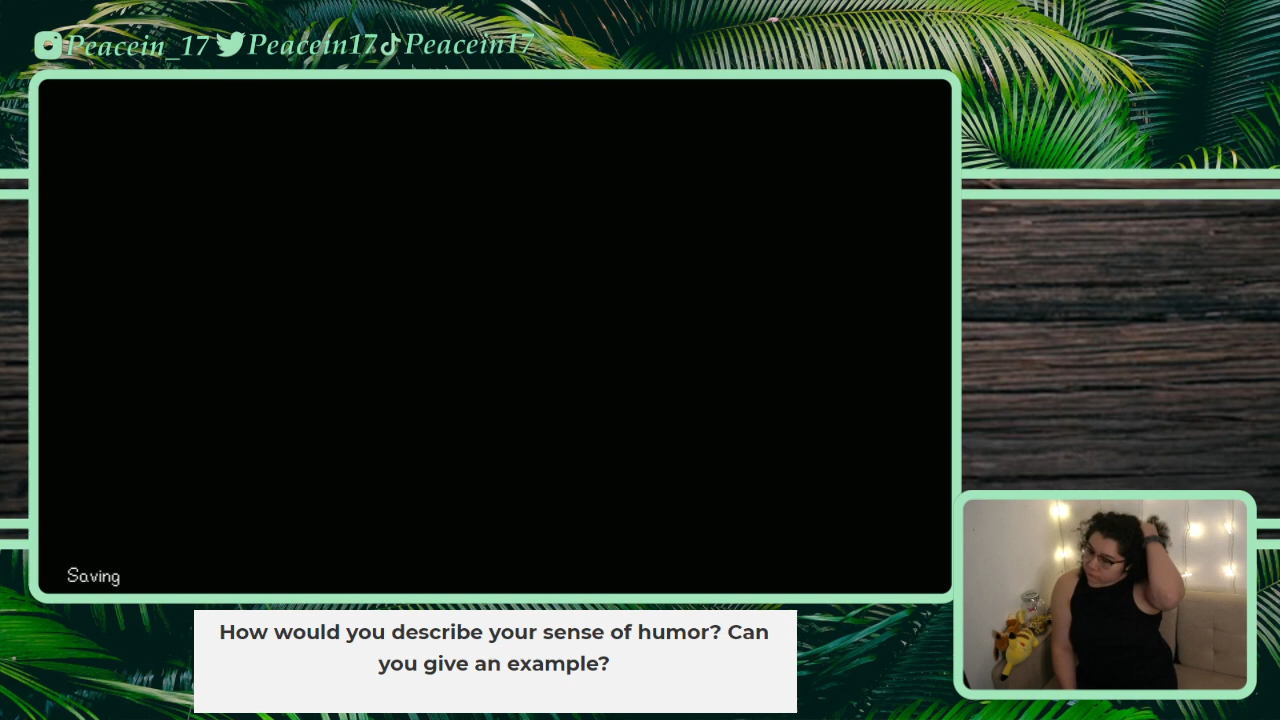 Peacein_17 Peacein17 Peacein17
Saving
How would you describe your sense of humor? Can
you give an example?